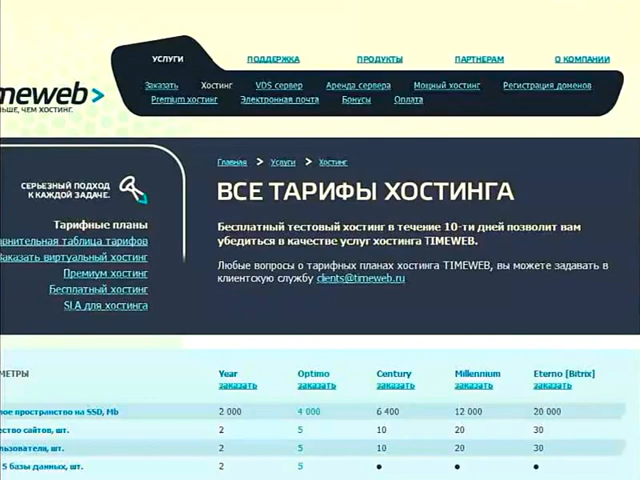 УСЛУГИ ПОДДЕРЖКА ПРОДУКТЫ ПАРТНЕРАМ О КОМПАНИИ
Заказать Хостинг VDS сервер Аренда сервера Мощный хостинг Регистрация доменов
Premium хостинг Электронная почта Бонусы Оплата
meweb>
ЬШЕ, ЧЕМ ХОСТИНГ.
СЕРЬЕЗНЫЙ ПОДХОД
К КАЖДОЙ ЗАДАЧЕ.
Тарифные планы
внительная таблица тарифов
Заказать виртуальный хостинг
Премиум хостинг
Бесплатный хостинг
SLA для хостинга
Главная > Услуги > Хостинг
ВСЕ ТАРИФЫ ХОСТИНГА
Бесплатный тестовый хостинг в течение 10-ти дней позволит вам
убедиться в качестве услуг хостинга TIMEWEB.
Любые вопросы о тарифных планах хостинга TIMEWEB, вы можете задавать в
клиентскую службу clients@timeweb.ru
МЕТРЫ Year Optimo Century Millennium Eterno [Bitrix]
заказать заказать заказать заказать заказать
ое пространство на SSD, Mb 2 000 4 000 6 400 12 000 20 000
ество сайтов, шт. 2 5 10 20 30
льзователи, шт. 2 5 10 20 30
5 базы данных, шт. 2 5 • • •